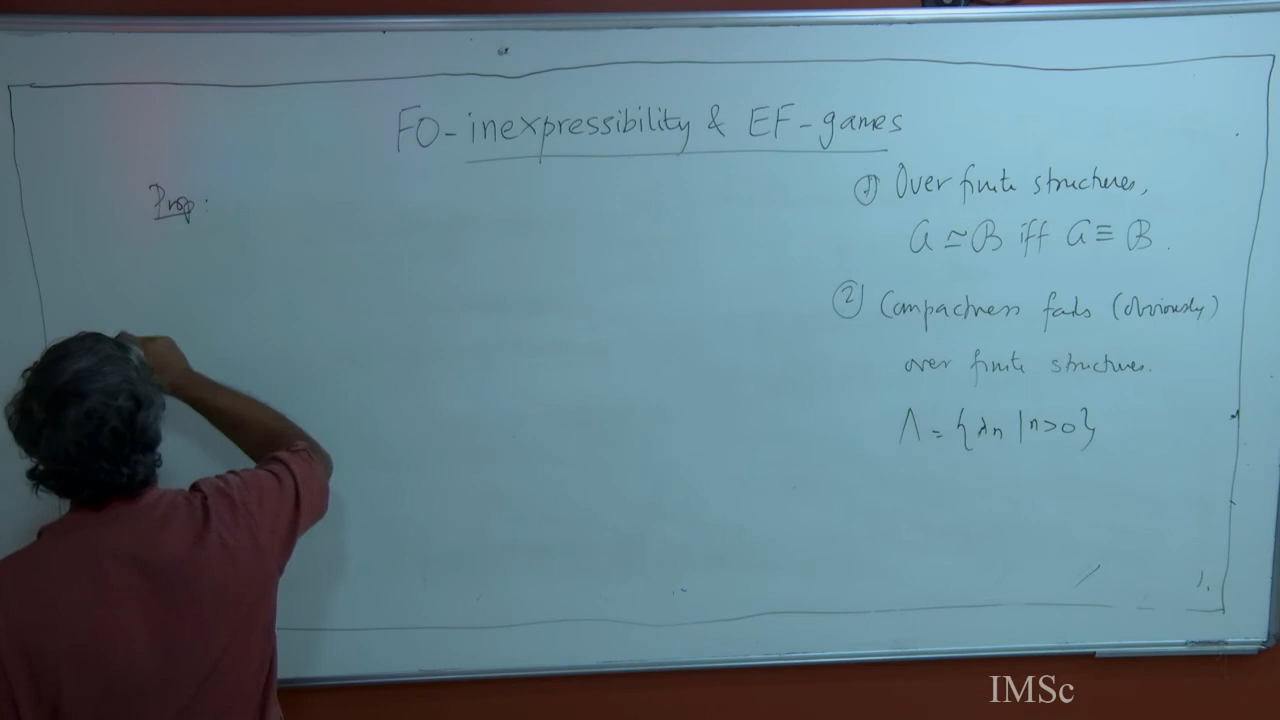 FO-inexpressibility & EF-games
Prop:
① Over finite structures,
𝒜 ≃ ℬ iff 𝒜 ≡ ℬ.
② Compactness fails (obviously)
over finite structures.
Λ = {λn | n>0}
IMSc